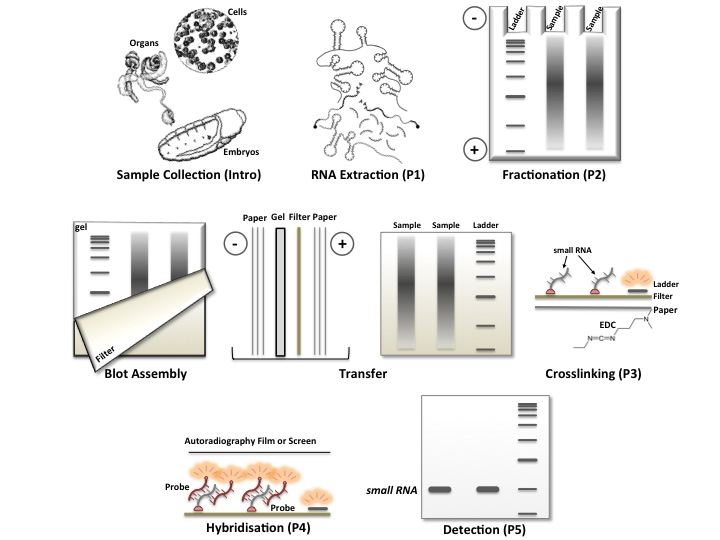 Cells
Organs
Embryos
Sample Collection (Intro)
RNA Extraction (P1)
-
+
Ladder
Sample
Sample
Fractionation (P2)
gel
Filter
Blot Assembly
Paper Gel Filter Paper
-
+
Sample Sample Ladder
Transfer
small RNA
Ladder
Filter
Paper
EDC
N
N=C=N
Crosslinking (P3)
Autoradiography Film or Screen
Probe
Probe
Hybridisation (P4)
small RNA
Detection (P5)